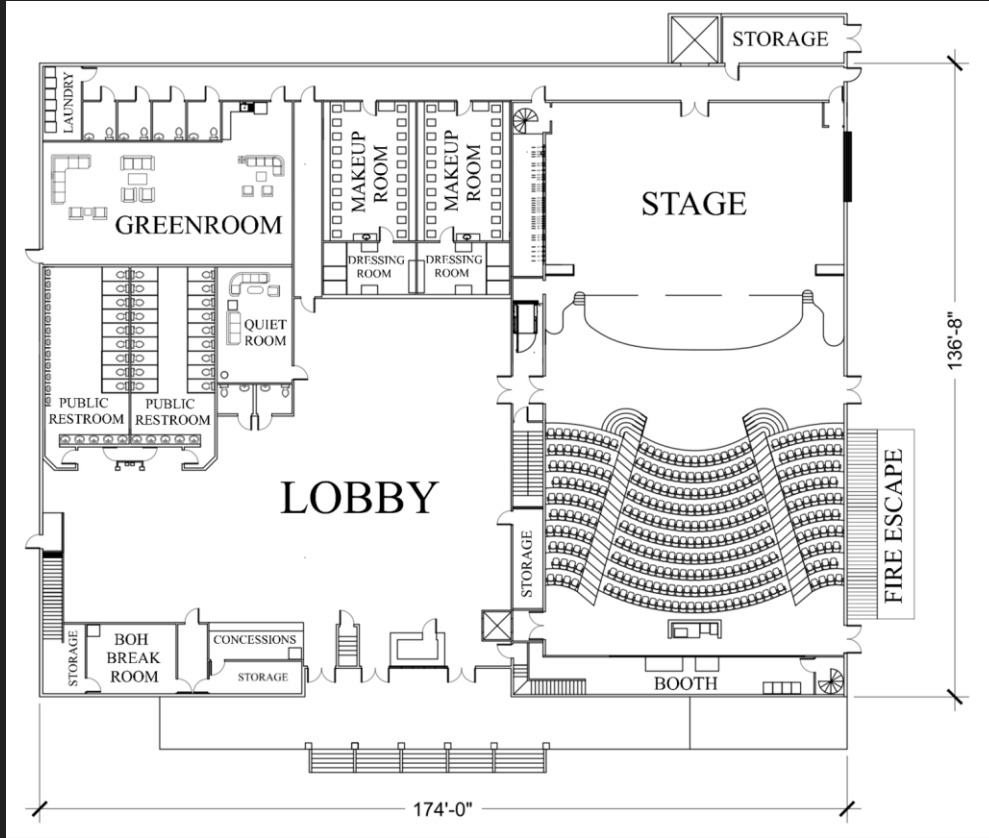 STORAGE
LAUNDRY
MAKEUP
ROOM
MAKEUP
ROOM
STAGE
GREENROOM
DRESSING
ROOM
DRESSING
ROOM
QUIET
ROOM
136'-8"
PUBLIC
RESTROOM
PUBLIC
RESTROOM
LOBBY
FIRE ESCAPE
STORAGE
STORAGE
BOH
BREAK
ROOM
CONCESSIONS
STORAGE
BOOTH
174'-0"